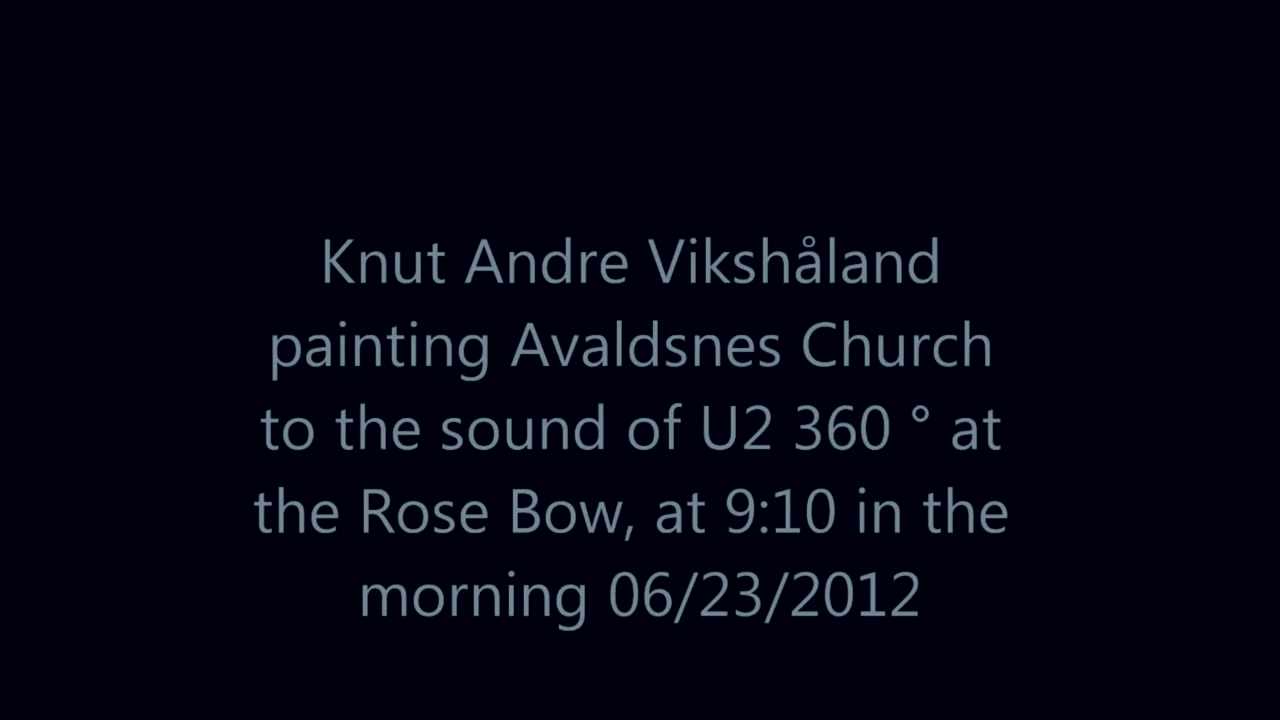 Knut Andre Vikshåland
painting Avaldsnes Church
to the sound of U2 360 ° at
the Rose Bow, at 9:10 in the
morning 06/23/2012